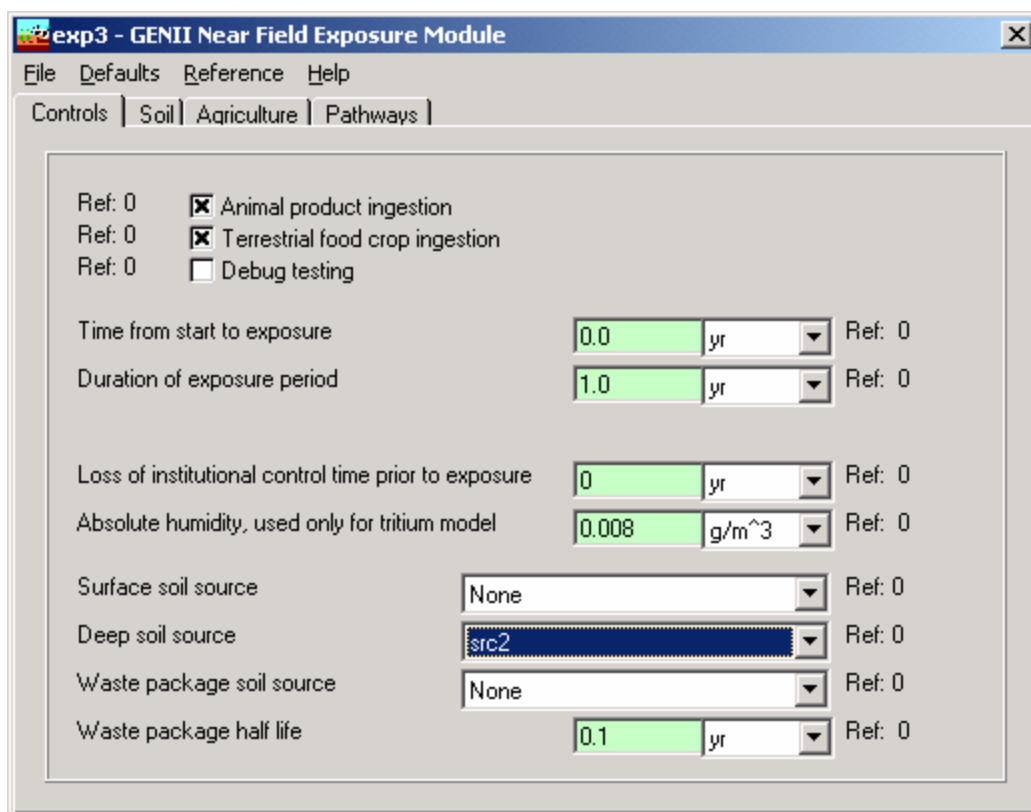 exp3 - GENII Near Field Exposure Module
File Defaults Reference Help
Controls Soil Agriculture Pathways
Ref: 0 Animal product ingestion
Ref: 0 Terrestrial food crop ingestion
Ref: 0 Debug testing
Time from start to exposure 0.0 yr Ref: 0
Duration of exposure period 1.0 yr Ref: 0
Loss of institutional control time prior to exposure 0 yr Ref: 0
Absolute humidity, used only for tritium model 0.008 g/m^3 Ref: 0
Surface soil source None Ref: 0
Deep soil source src2 Ref: 0
Waste package soil source None Ref: 0
Waste package half life 0.1 yr Ref: 0